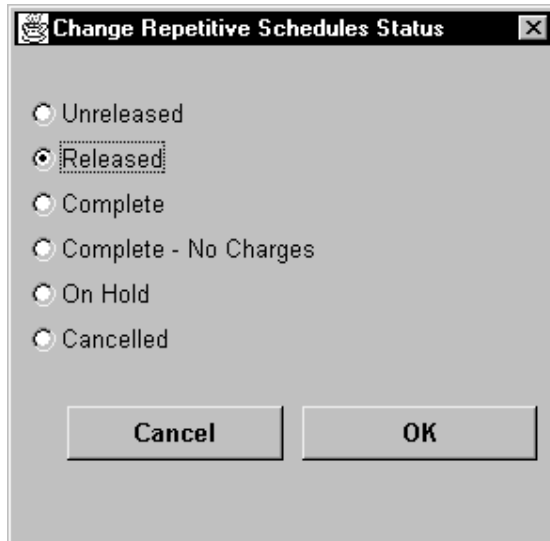 Change Repetitive Schedules Status
Unreleased
Released
Complete
Complete - No Charges
On Hold
Cancelled
Cancel OK